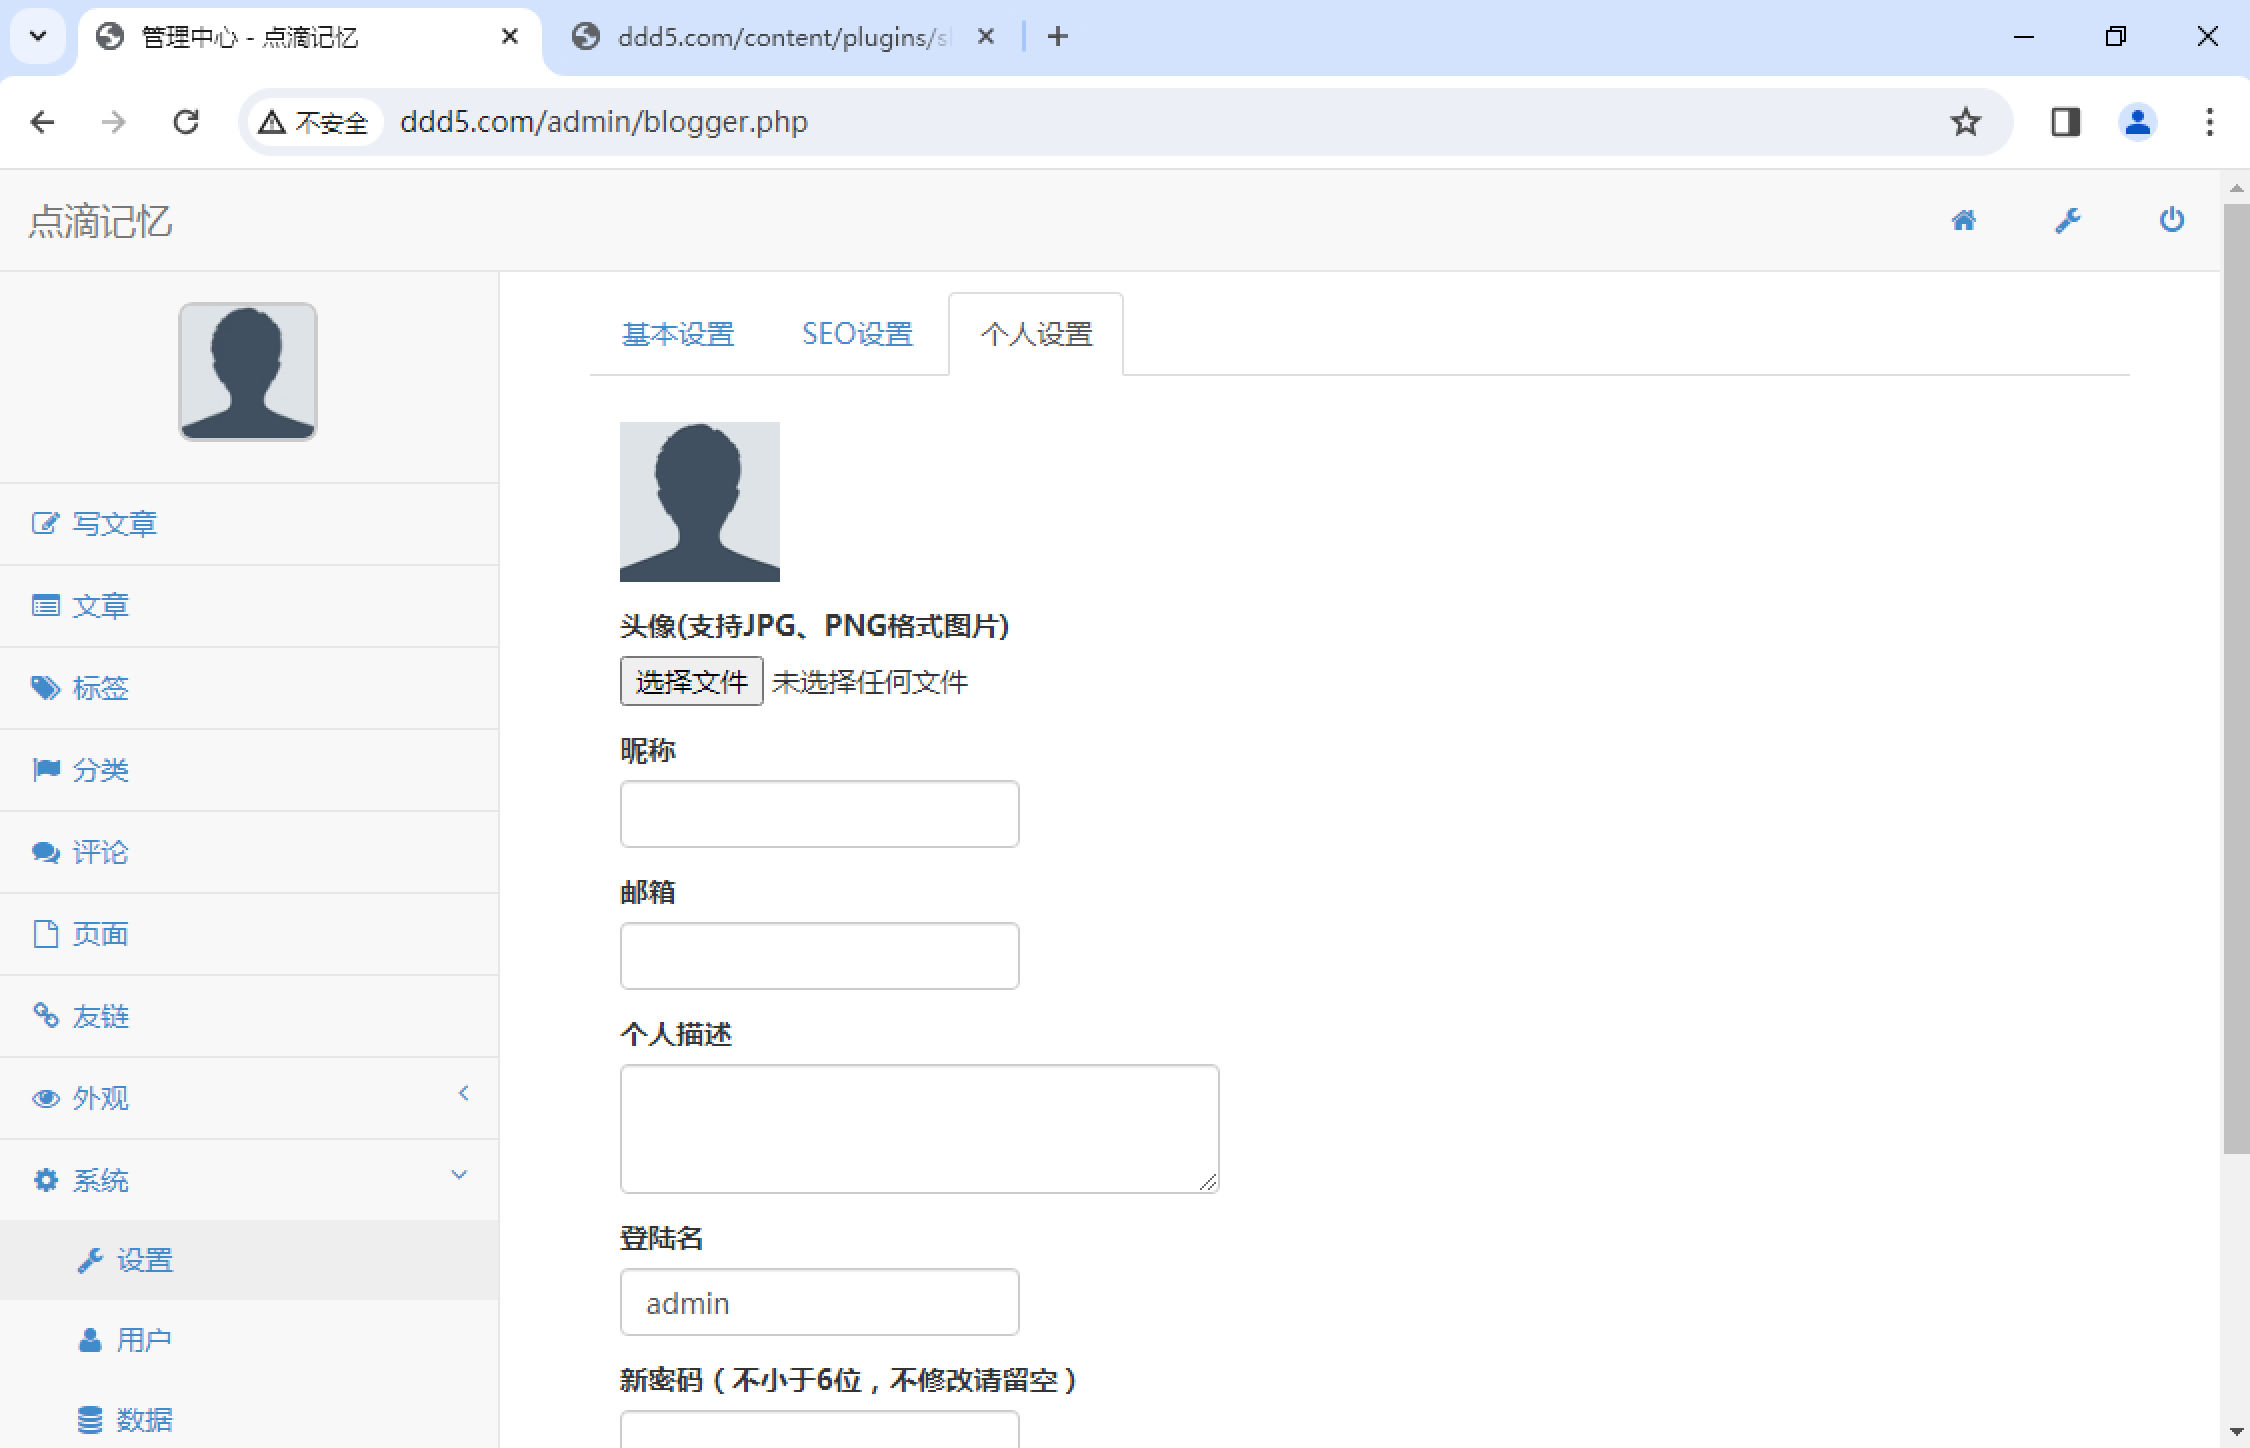 管理中心 - 点滴记忆
ddd5.com/content/plugins/s
不安全
ddd5.com/admin/blogger.php
点滴记忆
写文章
文章
标签
分类
评论
页面
友链
外观
系统
设置
用户
数据
基本设置
SEO设置
个人设置
头像(支持JPG、PNG格式图片)
选择文件 未选择任何文件
昵称
邮箱
个人描述
登陆名
admin
新密码（不小于6位，不修改请留空）